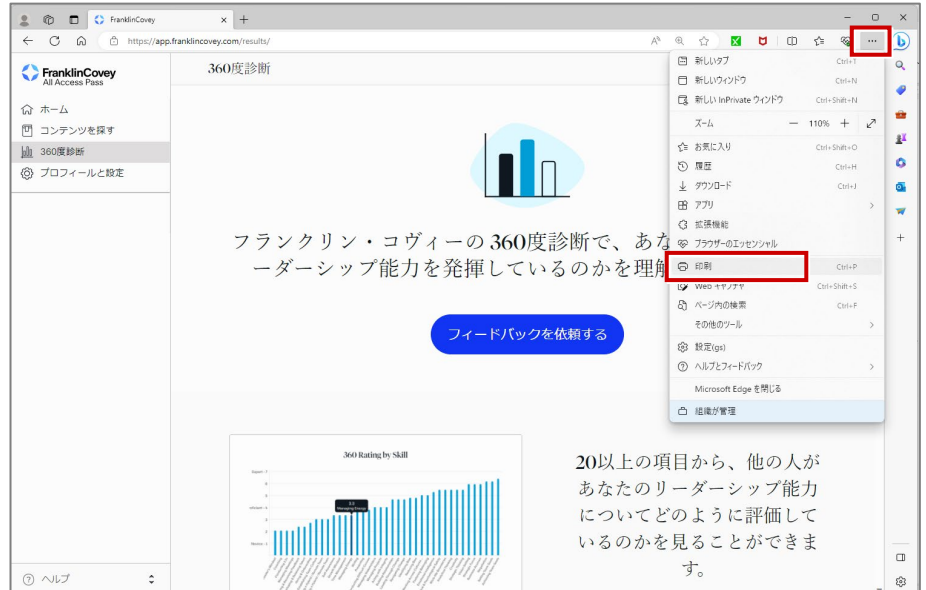 FranklinCovey
https://app.franklincovey.com/results/
FranklinCovey
All Access Pass
ホーム
コンテンツを探す
360度診断
プロフィールと設定
ヘルプ
360度診断
フランクリン・コヴィーの 360度診断で、あな
ーダーシップ能力を発揮しているのかを理解
フィードバックを依頼する
360 Rating by Skill
Managing Energy
20以上の項目から、他の人が
あなたのリーダーシップ能力
についてどのように評価して
いるのかを見ることができま
す。
新しいタブ Ctrl+T
新しいウィンドウ Ctrl+N
新しい InPrivate ウィンドウ Ctrl+Shift+N
ズーム 110%
お気に入り Ctrl+Shift+O
履歴 Ctrl+H
ダウンロード Ctrl+J
アプリ
拡張機能
ブラウザーのエッセンシャル
印刷 Ctrl+P
Web キャプチャ Ctrl+Shift+S
ページ内の検索 Ctrl+F
その他のツール
設定(gs)
ヘルプとフィードバック
Microsoft Edge を閉じる
組織が管理